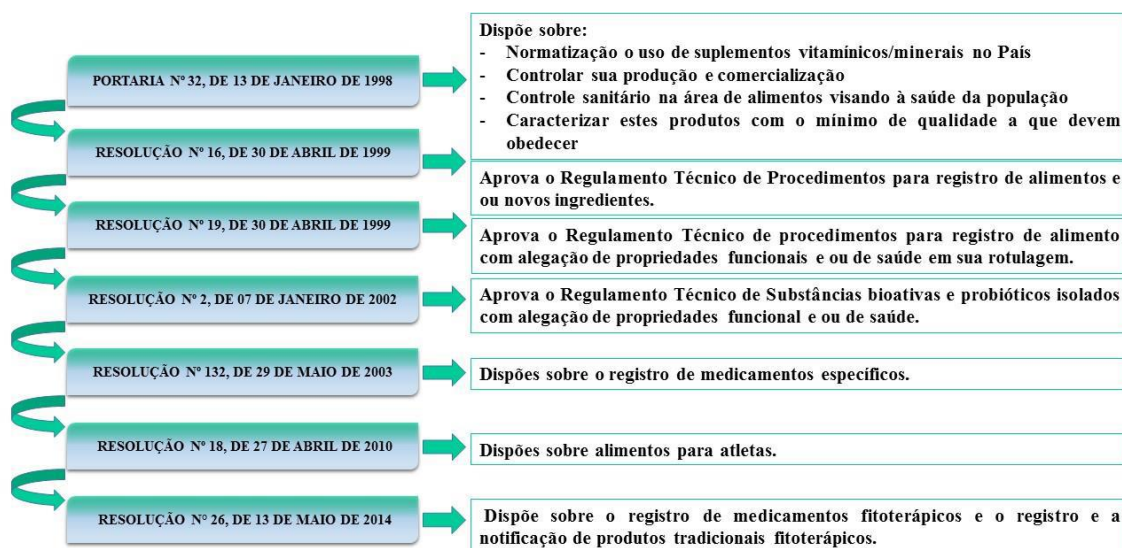 PORTARIA Nº 32, DE 13 DE JANEIRO DE 1998
Dispõe sobre:
- Normatização o uso de suplementos vitamínicos/minerais no País
- Controlar sua produção e comercialização
- Controle sanitário na área de alimentos visando à saúde da população
- Caracterizar estes produtos com o mínimo de qualidade a que devem
obedecer
RESOLUÇÃO Nº 16, DE 30 DE ABRIL DE 1999
Aprova o Regulamento Técnico de Procedimentos para registro de alimentos e
ou novos ingredientes.
RESOLUÇÃO Nº 19, DE 30 DE ABRIL DE 1999
Aprova o Regulamento Técnico de procedimentos para registro de alimento
com alegação de propriedades funcionais e ou de saúde em sua rotulagem.
RESOLUÇÃO Nº 2, DE 07 DE JANEIRO DE 2002
Aprova o Regulamento Técnico de Substâncias bioativas e probióticos isolados
com alegação de propriedades funcional e ou de saúde.
RESOLUÇÃO Nº 132, DE 29 DE MAIO DE 2003
Dispões sobre o registro de medicamentos específicos.
RESOLUÇÃO Nº 18, DE 27 DE ABRIL DE 2010
Dispões sobre alimentos para atletas.
RESOLUÇÃO N° 26, DE 13 DE MAIO DE 2014
Dispõe sobre o registro de medicamentos fitoterápicos e o registro e a
notificação de produtos tradicionais fitoterápicos.